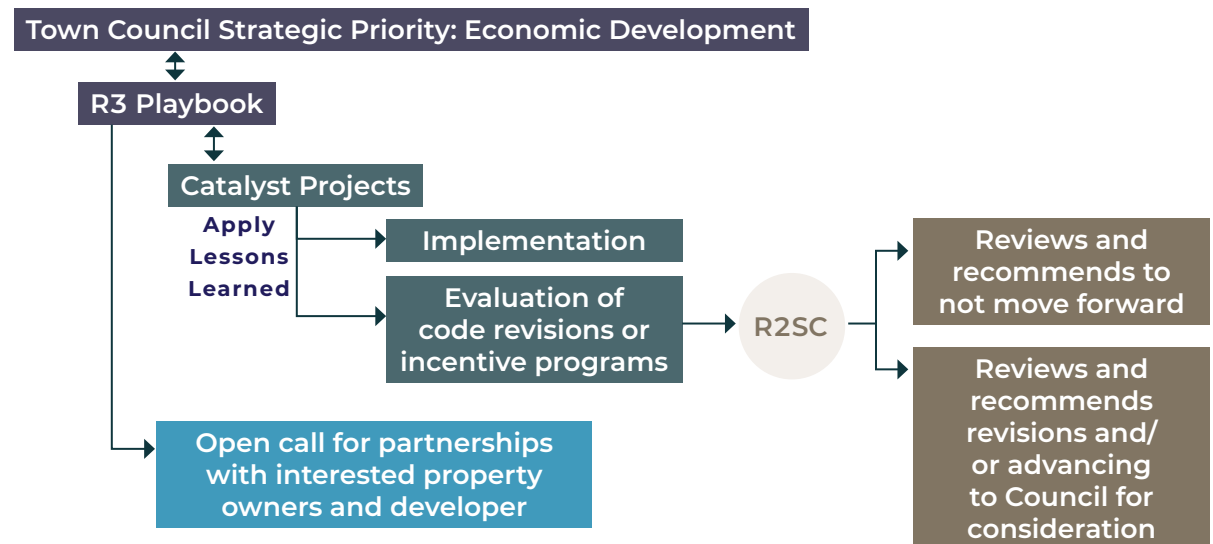 Town Council Strategic Priority: Economic Development
R3 Playbook
Catalyst Projects
Apply
Lessons
Learned
Implementation
Evaluation of
code revisions or
incentive programs
R2SC
Reviews and
recommends to
not move forward
Reviews and
recommends
revisions and/
or advancing
to Council for
consideration
Open call for partnerships
with interested property
owners and developer